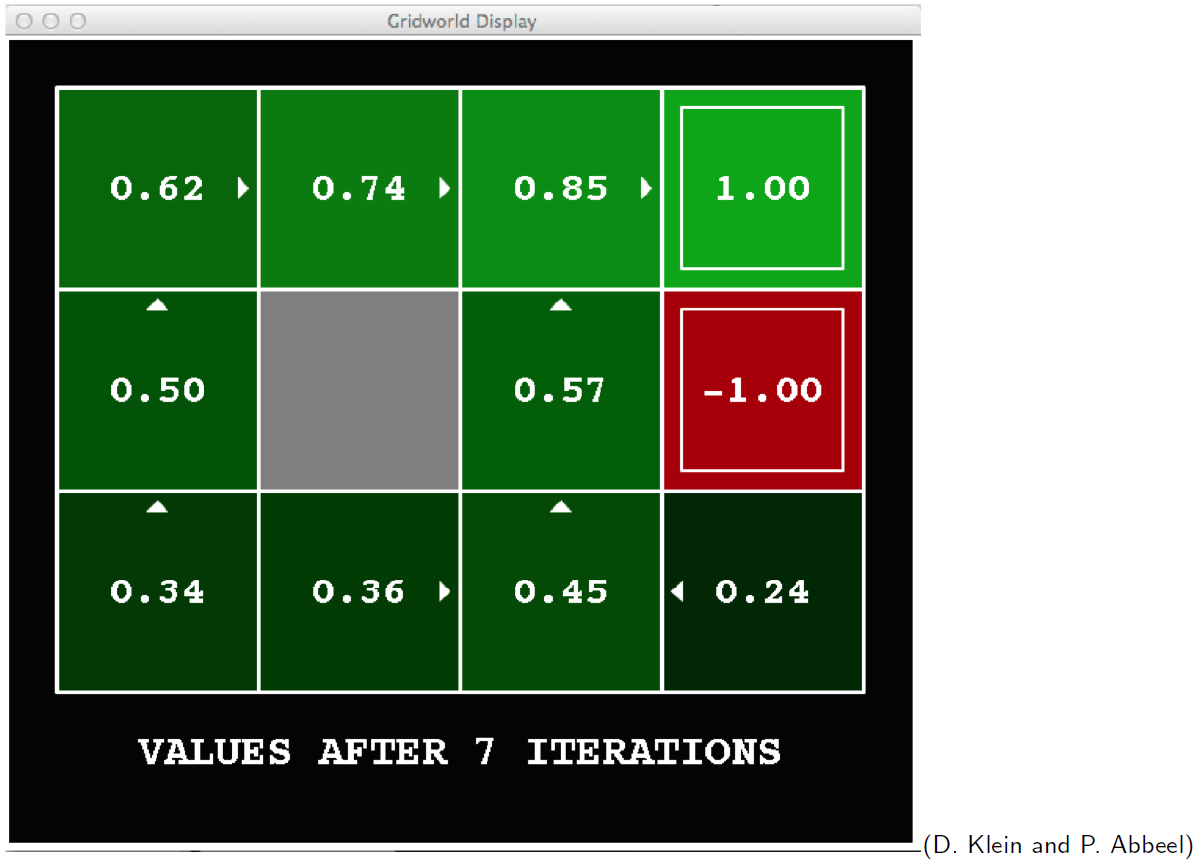 Gridworld Display
0.62 0.74 0.85 1.00
0.50 0.57 -1.00
0.34 0.36 0.45 0.24
VALUES AFTER 7 ITERATIONS
(D. Klein and P. Abbeel)